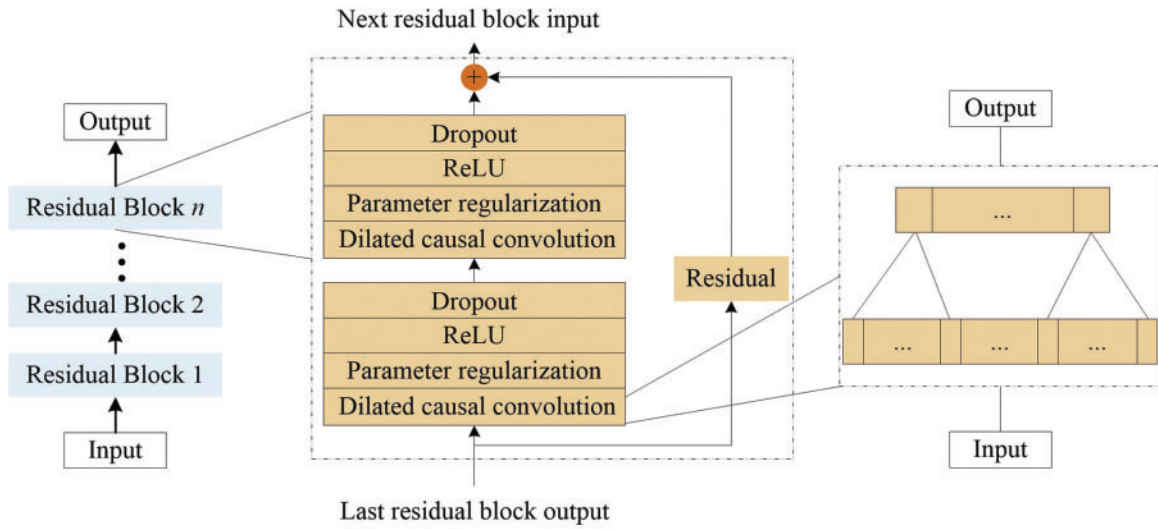 Output
Residual Block n
Residual Block 2
Residual Block 1
Input
Next residual block input
+
Dropout
ReLU
Parameter regularization
Dilated causal convolution
Dropout
ReLU
Parameter regularization
Dilated causal convolution
Residual
Last residual block output
Output
...
... ... ...
Input